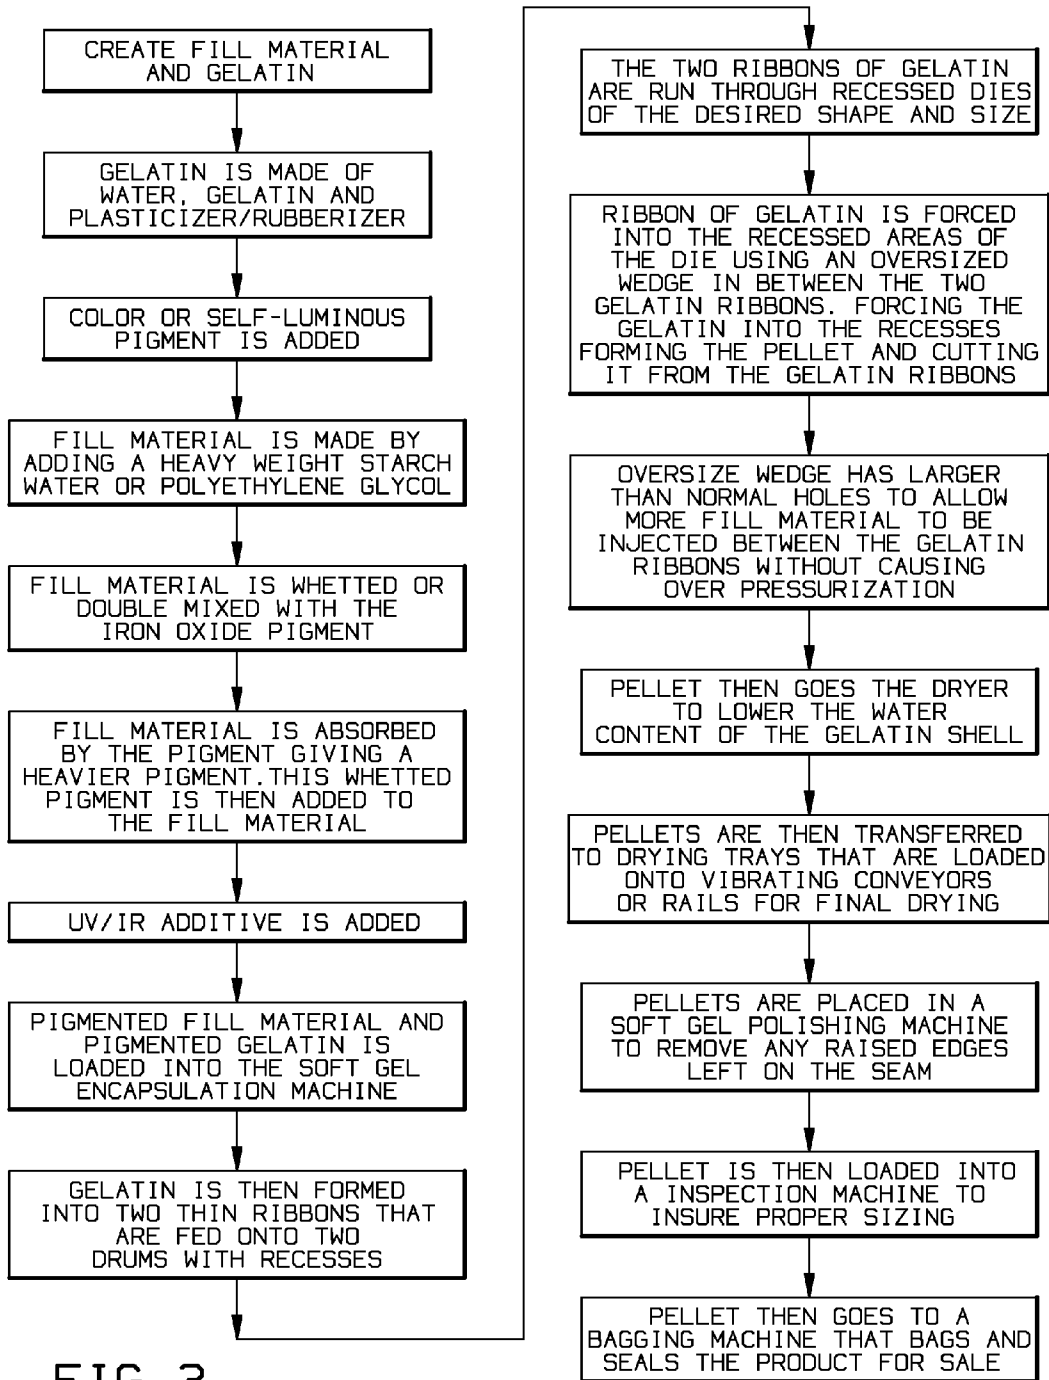 CREATE FILL MATERIAL
AND GELATIN
GELATIN IS MADE OF
WATER, GELATIN AND
PLASTICIZER/RUBBERIZER
COLOR OR SELF-LUMINOUS
PIGMENT IS ADDED
FILL MATERIAL IS MADE BY
ADDING A HEAVY WEIGHT STARCH
WATER OR POLYETHYLENE GLYCOL
FILL MATERIAL IS WHETTED OR
DOUBLE MIXED WITH THE
IRON OXIDE PIGMENT
FILL MATERIAL IS ABSORBED
BY THE PIGMENT GIVING A
HEAVIER PIGMENT.THIS WHETTED
PIGMENT IS THEN ADDED TO
THE FILL MATERIAL
UV/IR ADDITIVE IS ADDED
PIGMENTED FILL MATERIAL AND
PIGMENTED GELATIN IS
LOADED INTO THE SOFT GEL
ENCAPSULATION MACHINE
GELATIN IS THEN FORMED
INTO TWO THIN RIBBONS THAT
ARE FED ONTO TWO
DRUMS WITH RECESSES
THE TWO RIBBONS OF GELATIN
ARE RUN THROUGH RECESSED DIES
OF THE DESIRED SHAPE AND SIZE
RIBBON OF GELATIN IS FORCED
INTO THE RECESSED AREAS OF
THE DIE USING AN OVERSIZED
WEDGE IN BETWEEN THE TWO
GELATIN RIBBONS. FORCING THE
GELATIN INTO THE RECESSES
FORMING THE PELLET AND CUTTING
IT FROM THE GELATIN RIBBONS
OVERSIZE WEDGE HAS LARGER
THAN NORMAL HOLES TO ALLOW
MORE FILL MATERIAL TO BE
INJECTED BETWEEN THE GELATIN
RIBBONS WITHOUT CAUSING
OVER PRESSURIZATION
PELLET THEN GOES THE DRYER
TO LOWER THE WATER
CONTENT OF THE GELATIN SHELL
PELLETS ARE THEN TRANSFERRED
TO DRYING TRAYS THAT ARE LOADED
ONTO VIBRATING CONVEYORS
OR RAILS FOR FINAL DRYING
PELLETS ARE PLACED IN A
SOFT GEL POLISHING MACHINE
TO REMOVE ANY RAISED EDGES
LEFT ON THE SEAM
PELLET IS THEN LOADED INTO
A INSPECTION MACHINE TO
INSURE PROPER SIZING
PELLET THEN GOES TO A
BAGGING MACHINE THAT BAGS AND
SEALS THE PRODUCT FOR SALE
FIG